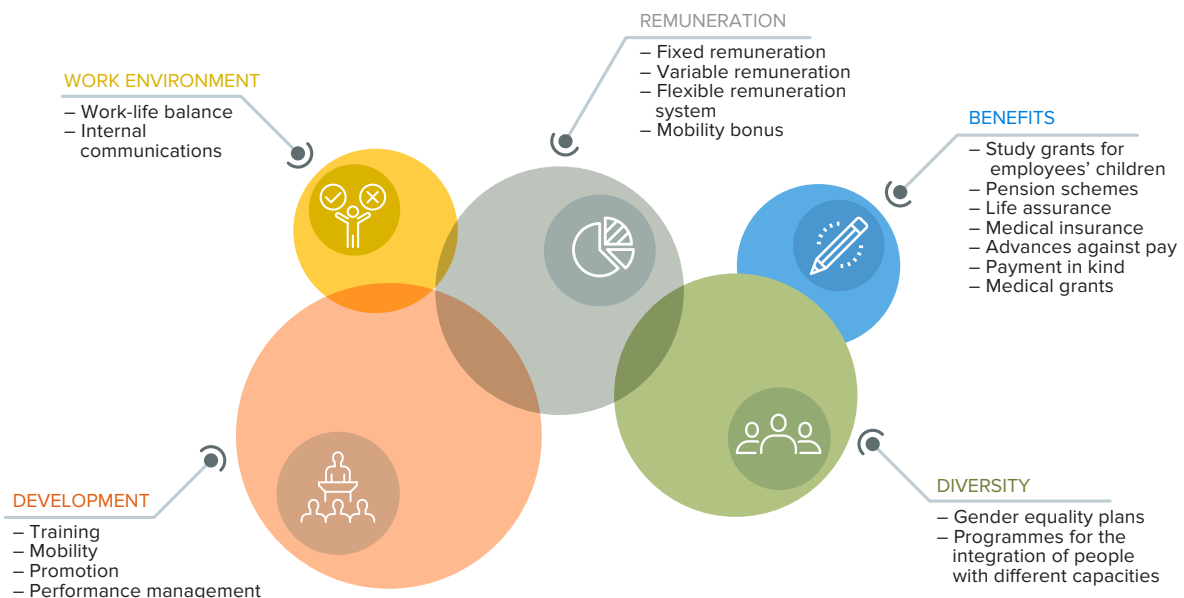 REMUNERATION
– Fixed remuneration
– Variable remuneration
– Flexible remuneration
system
– Mobility bonus
WORK ENVIRONMENT
– Work-life balance
– Internal
communications
BENEFITS
– Study grants for
employees’ children
– Pension schemes
– Life assurance
– Medical insurance
– Advances against pay
– Payment in kind
– Medical grants
DEVELOPMENT
– Training
– Mobility
– Promotion
– Performance management
DIVERSITY
– Gender equality plans
– Programmes for the
integration of people
with different capacities